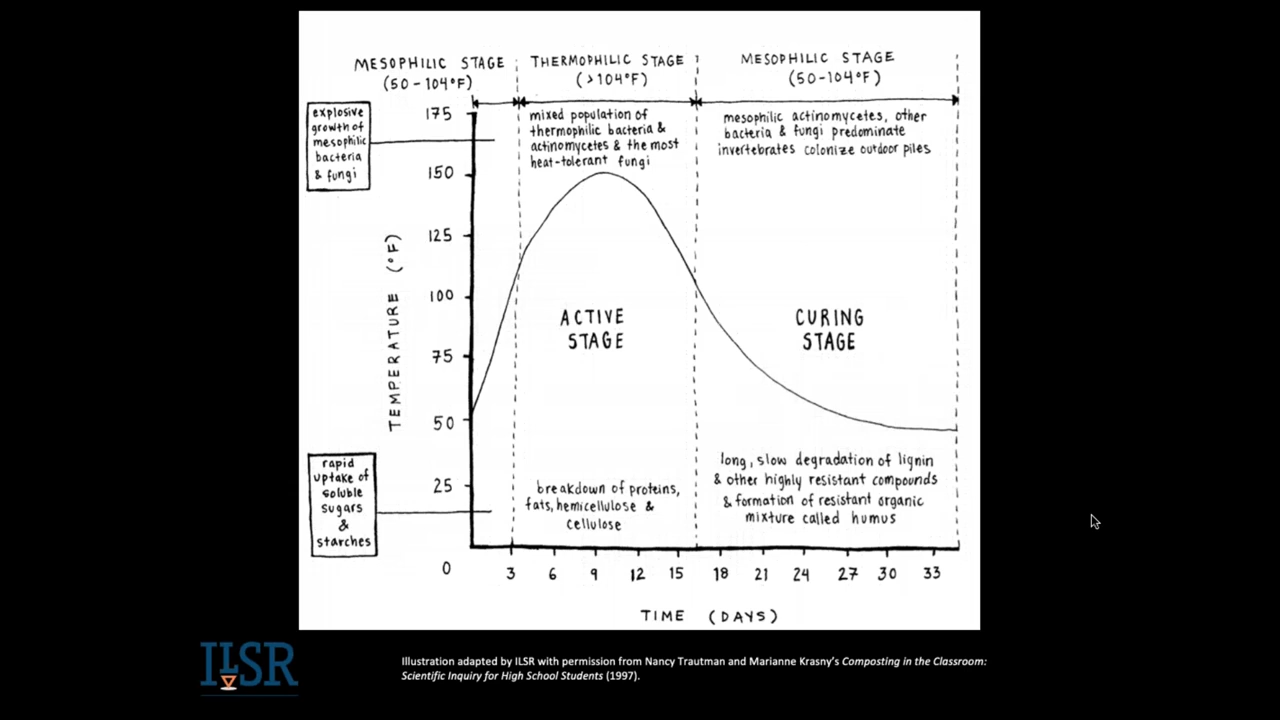 MESOPHILIC STAGE
(50-104°F)
THERMOPHILIC STAGE
(>104°F)
MESOPHILIC STAGE
(50-104°F)
explosive
growth of
mesophilic
bacteria
& fungi
mixed population of
thermophilic bacteria &
actinomycetes & the most
heat-tolerant fungi
mesophilic actinomycetes, other
bacteria & fungi predominate
invertebrates colonize outdoor piles
175
150
125
100
75
50
25
0
TEMPERATURE (°F)
ACTIVE
STAGE
CURING
STAGE
rapid
uptake of
soluble
sugars
&
starches
breakdown of proteins,
fats, hemicellulose &
cellulose
long, slow degradation of lignin
& other highly resistant compounds
& formation of resistant organic
mixture called humus
3 6 9 12 15 18 21 24 27 30 33
TIME (DAYS)
ILSR
Illustration adapted by ILSR with permission from Nancy Trautman and Marianne Krasny's Composting in the Classroom:
Scientific Inquiry for High School Students (1997).